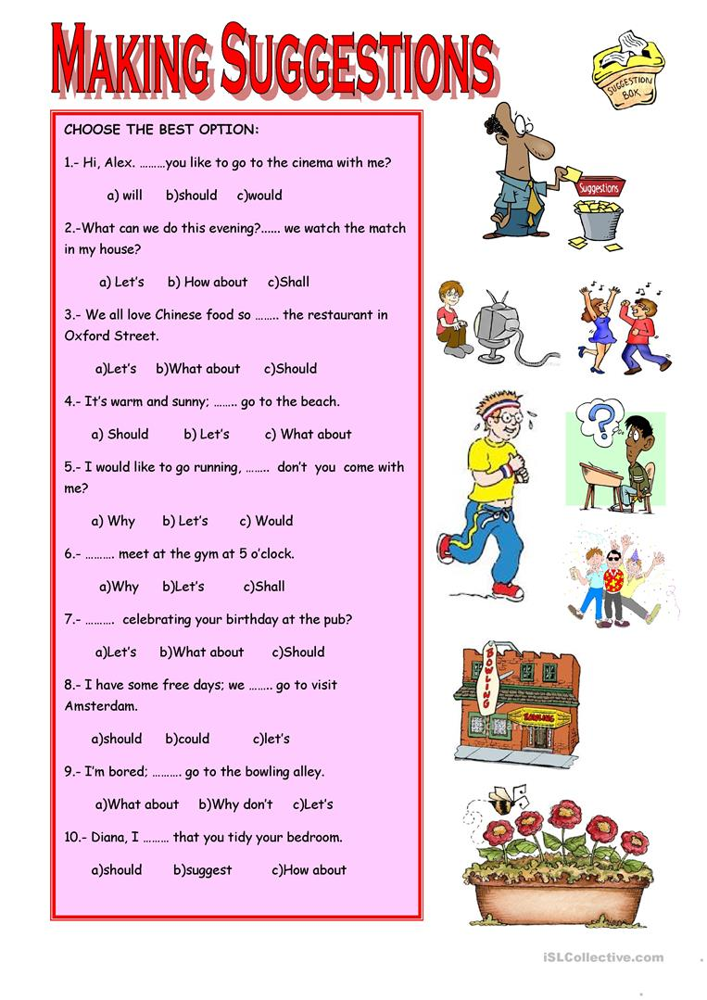 MAKING SUGGESTIONS
SUGGESTION
BOX
CHOOSE THE BEST OPTION:
1.- Hi, Alex. ………you like to go to the cinema with me?
a) will b)should c)would
2.-What can we do this evening?...... we watch the match
in my house?
a) Let's b) How about c)Shall
3.- We all love Chinese food so …….. the restaurant in
Oxford Street.
a)Let's b)What about c)Should
4.- It's warm and sunny; …….. go to the beach.
a) Should b) Let's c) What about
5.- I would like to go running, …….. don't you come with
me?
a) Why b) Let's c) Would
6.- ………. meet at the gym at 5 o'clock.
a)Why b)Let's c)Shall
7.- ………. celebrating your birthday at the pub?
a)Let's b)What about c)Should
8.- I have some free days; we …….. go to visit
Amsterdam.
a)should b)could c)let's
9.- I'm bored; ………. go to the bowling alley.
a)What about b)Why don't c)Let's
10.- Diana, I ……… that you tidy your bedroom.
a)should b)suggest c)How about
Suggestions
?
BOWLING
BOWLING
iSLCollective.com